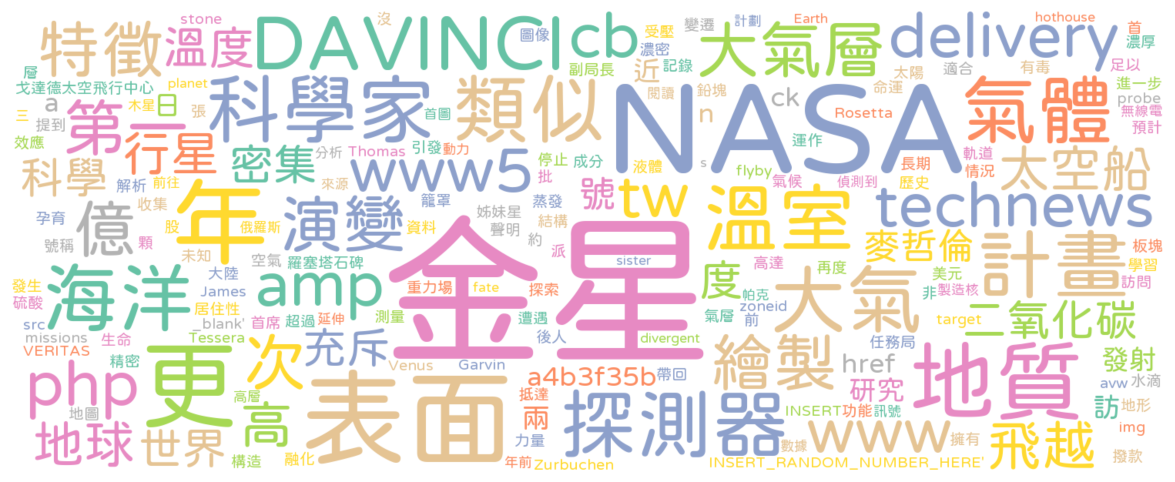 stone 沒 計劃 Earth hothouse
特徵 溫度 DAVINCI cb 圖像 變遷 受壓 大氣層 delivery 首 濃厚
層 副局長 濃密 近 記錄 太陽 適合 有毒 足以
戈達德太空飛行中心 planet 閱讀 鉛塊 命運 進一步
a 第一 木星 日 張 科學家 首圖 類似 NASA n ck Rosetta 氣體 probe 無線電 預計
三 提到 效應 行星 密集 分析 Thomas 引發 動力 運作
科學 解析 前往 來源 www5 停止 成分 批 液體 s flyby 氣候 偵測到 長期 歷史 軌道 情況 太空船
孕育 收集 股 年 俄羅斯 演變 籠罩 蒸發 號 tw 溫室 technews
號稱 億 顆 未知 資料 姊妹星 聲明 結構 約 派 麥哲倫 計畫 板塊 學習 訪問
發生 海洋 大陸 空氣 羅塞塔石碑 金星 sister 高達 再度 美元
硫酸 James 居住性 amp 重力場 fate 探索 度 帕克 大氣 非 製造核
src _blank' 首席 超過 延伸 測量 遭遇 氣層 zoneid 前 target 二氧化碳
missions 生命 Tessera 充斥 後人 divergent 任務局
VERITAS 精密 更 次 Venus Garvin 繪製 href 地質 發射
php 地圖 高層 高 表面 a4b3f35b 帶回 研究 avw 水滴
抵達 兩 探測器 INSERT 功能 訊號 訪 地形
地球 世界 力量 www 擁有 飛越 img
構造 融化 年前 Zurbuchen 數據 INSERT_RANDOM_NUMBER_HERE' 撥款